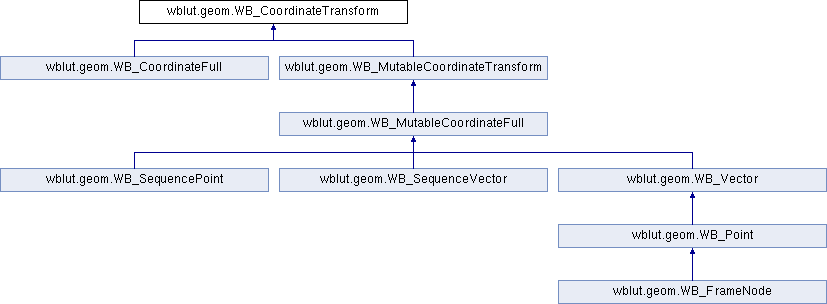 wblut.geom.WB_CoordinateTransform
wblut.geom.WB_CoordinateFull
wblut.geom.WB_MutableCoordinateTransform
wblut.geom.WB_MutableCoordinateFull
wblut.geom.WB_SequencePoint
wblut.geom.WB_SequenceVector
wblut.geom.WB_Vector
wblut.geom.WB_Point
wblut.geom.WB_FrameNode